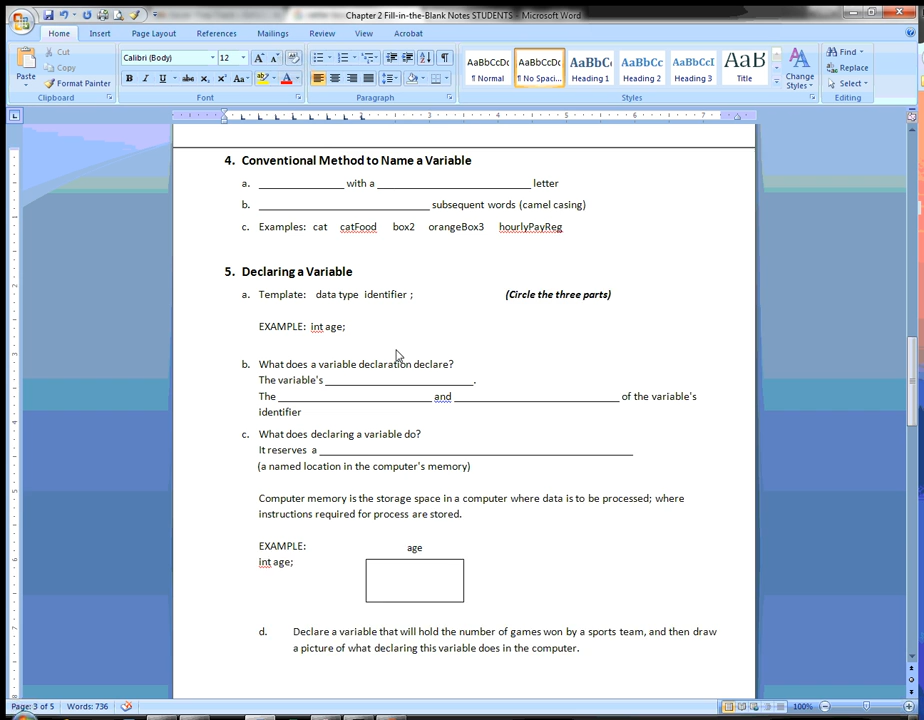 Chapter 2 Fill-in-the-Blank Notes STUDENTS - Microsoft Word
Home Insert Page Layout References Mailings Review View Acrobat
Paste
Cut
Copy
Format Painter
Clipboard
Calibri (Body) 12
Font
Paragraph
AaBbCcDc AaBbCcDc AaBbC AaBbCc AaBbCcI AaB
¶ Normal ¶ No Spaci... Heading 1 Heading 2 Heading 3 Title
Change Styles
Styles
Find
Replace
Select
Editing
4. Conventional Method to Name a Variable
a. _________________ with a ______________________________ letter
b. _________________________________ subsequent words (camel casing)
c. Examples: cat catFood box2 orangeBox3 hourlyPayReg
5. Declaring a Variable
a. Template: data type identifier ; (Circle the three parts)
EXAMPLE: int age;
b. What does a variable declaration declare?
The variable's _____________________________.
The ______________________________ and ________________________________ of the variable's
identifier
c. What does declaring a variable do?
It reserves a _____________________________________________________________
(a named location in the computer's memory)
Computer memory is the storage space in a computer where data is to be processed; where
instructions required for process are stored.
EXAMPLE: age
int age;
d. Declare a variable that will hold the number of games won by a sports team, and then draw
a picture of what declaring this variable does in the computer.
Page: 3 of 5 Words: 736 100%